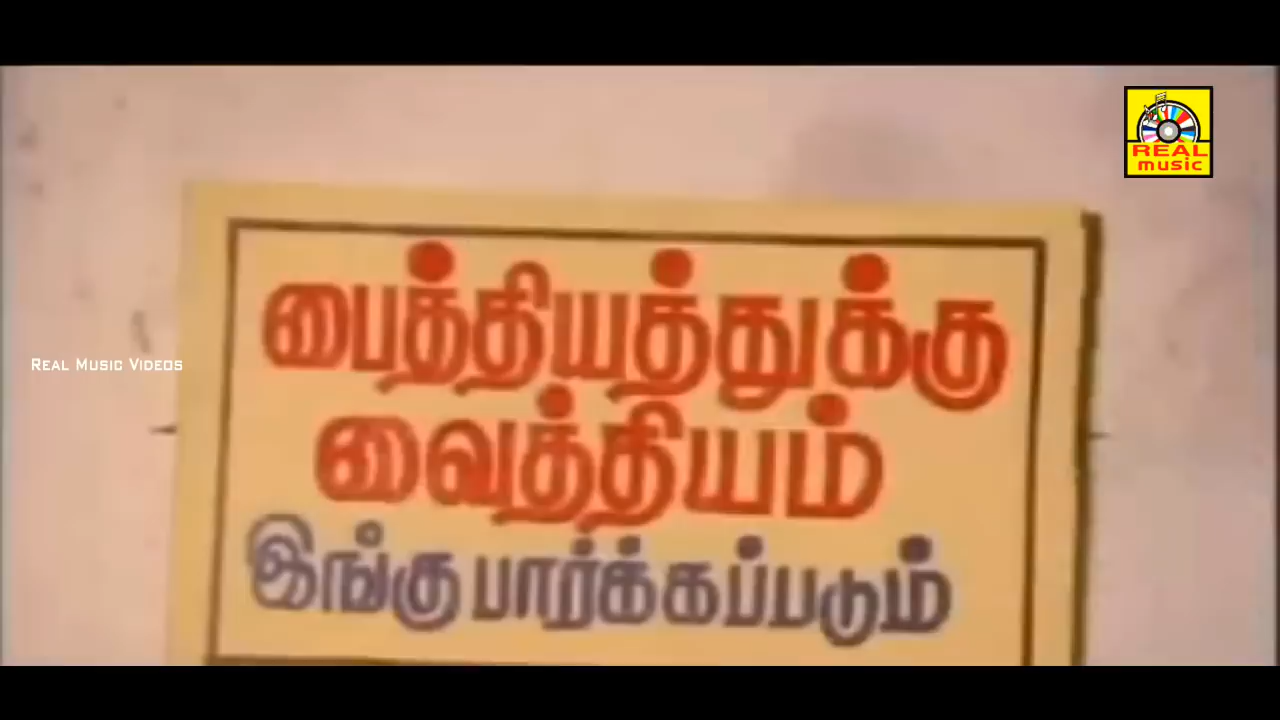 REAL
music
பைத்தியத்துக்கு
REAL MUSIC VIDEOS
வைத்தியம்
இங்கு பார்க்கப்படும்